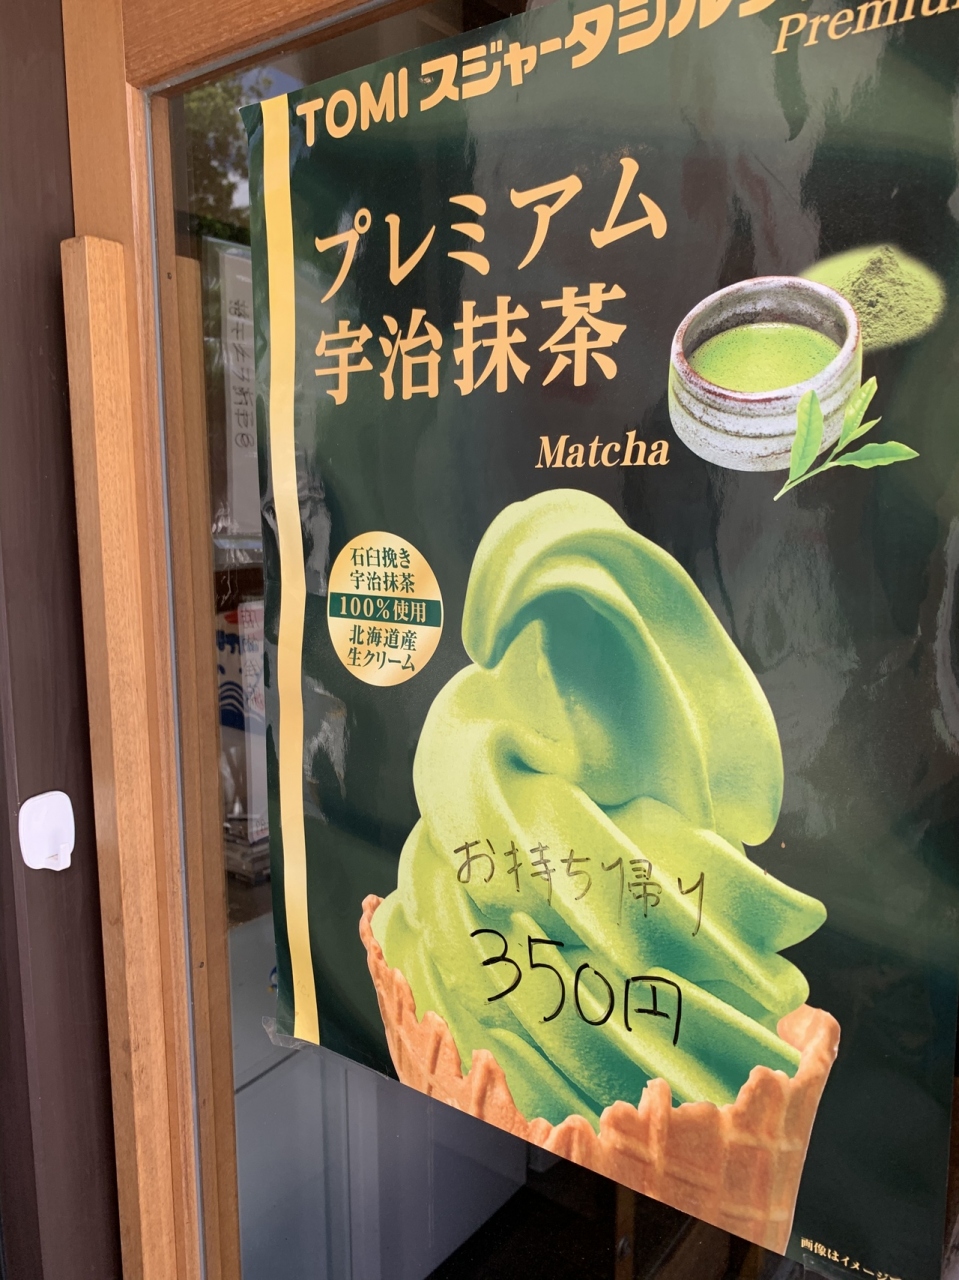 TOMI スジャータシルク
Premium
プレミアム
宇治抹茶
Matcha
石臼挽き
宇治抹茶
100%使用
北海道産
生クリーム
お持ち帰り
350円
画像はイメージ